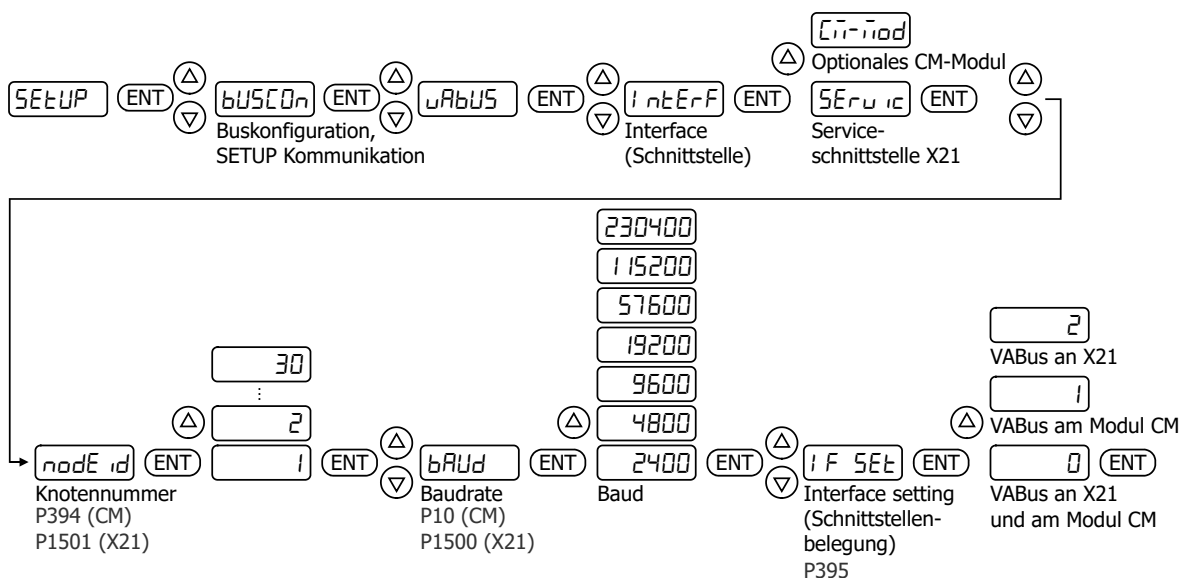 CM-Mod
Optionales CM-Modul
SEtUP ENT bUSCOn ENT vAbUS ENT IntErF ENT SErvic ENT
Buskonfiguration,
SETUP Kommunikation
Interface
(Schnittstelle)
Service-
schnittstelle X21
230400
115200
57600
19200
9600
4800
2400
30
⋮
2
1
2
VABus an X21
1
VABus am Modul CM
0
VABus an X21
und am Modul CM
nodE id ENT ENT bAUd ENT ENT IF SEt ENT ENT
Knotennummer
P394 (CM)
P1501 (X21)
Baudrate
P10 (CM)
P1500 (X21)
Baud
Interface setting
(Schnittstellen-
belegung)
P395